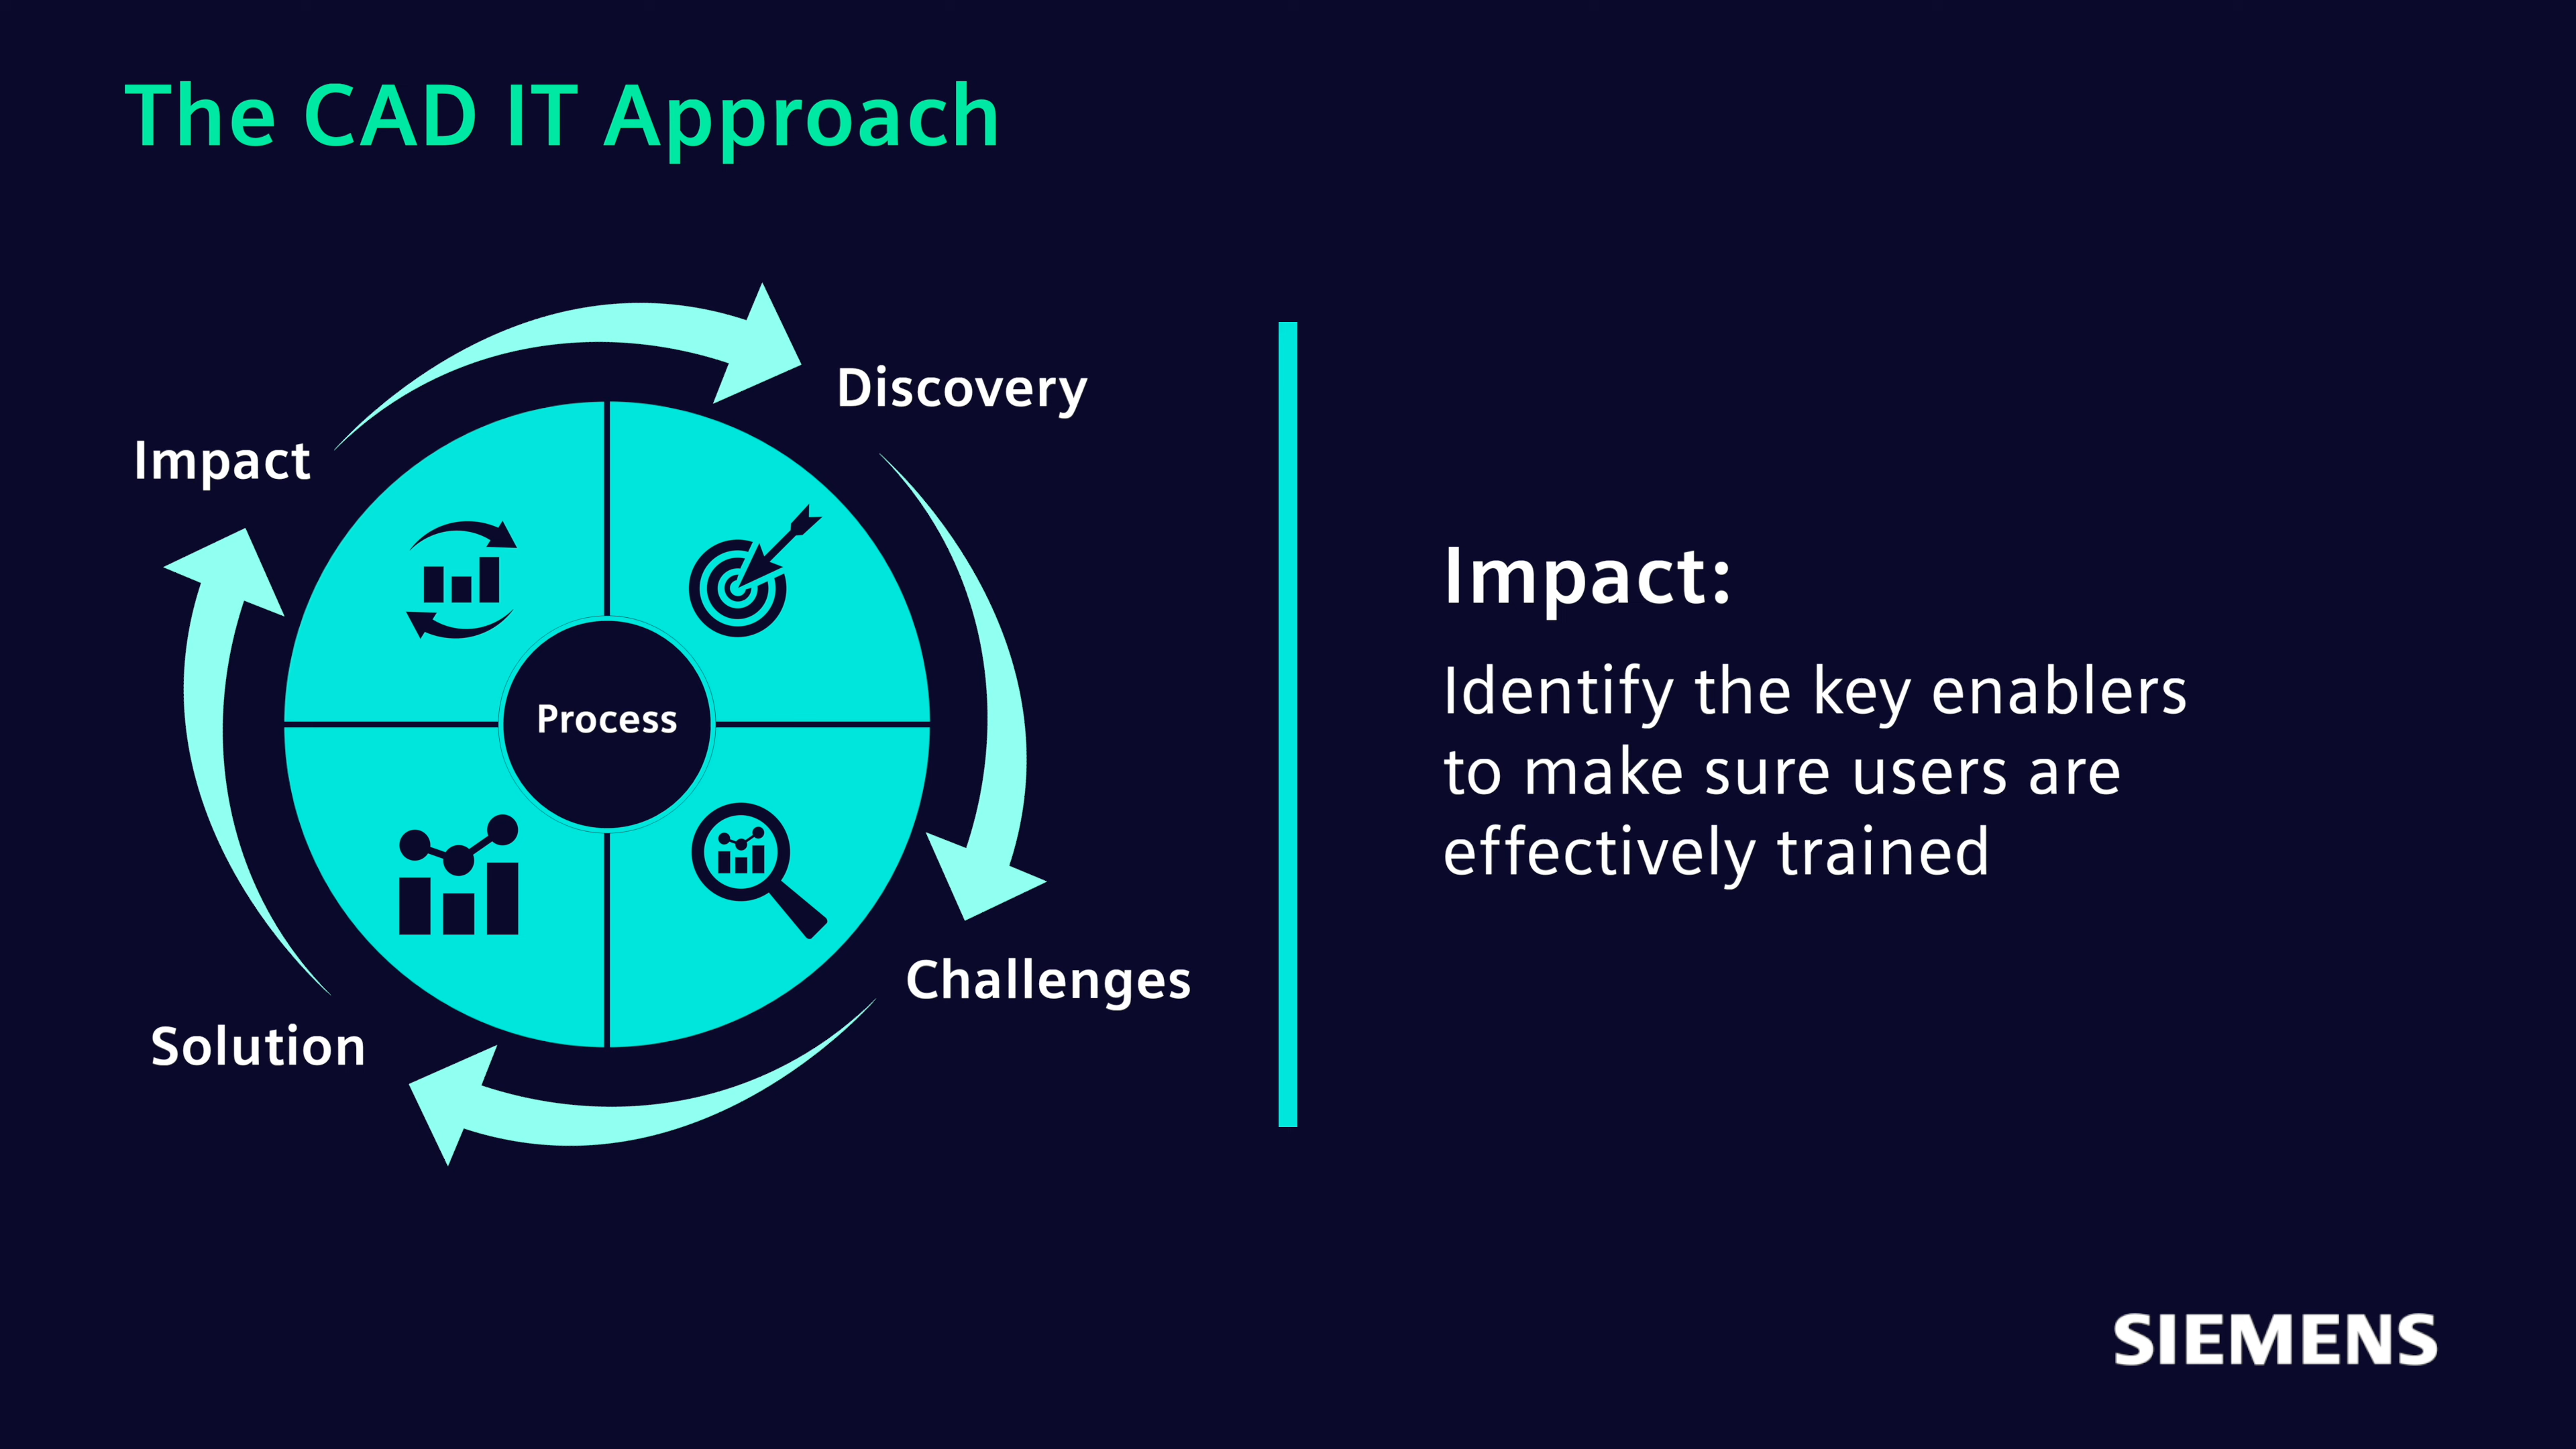 The CAD IT Approach
Discovery
Impact
Process
Challenges
Solution
Impact:
Identify the key enablers
to make sure users are
effectively trained
SIEMENS